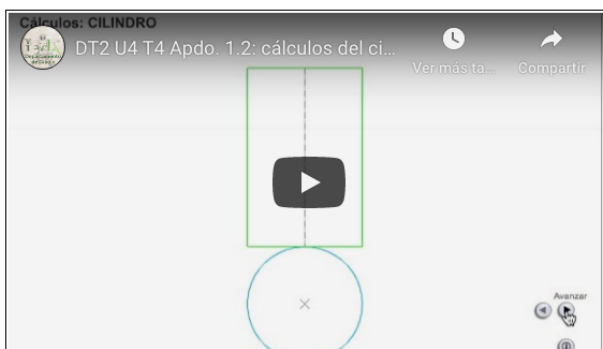 Cálculos: CILINDRO
DT2 U4 T4 Apdo. 1.2: cálculos del ci...
Ver más ta...
Compartir
Avanzar